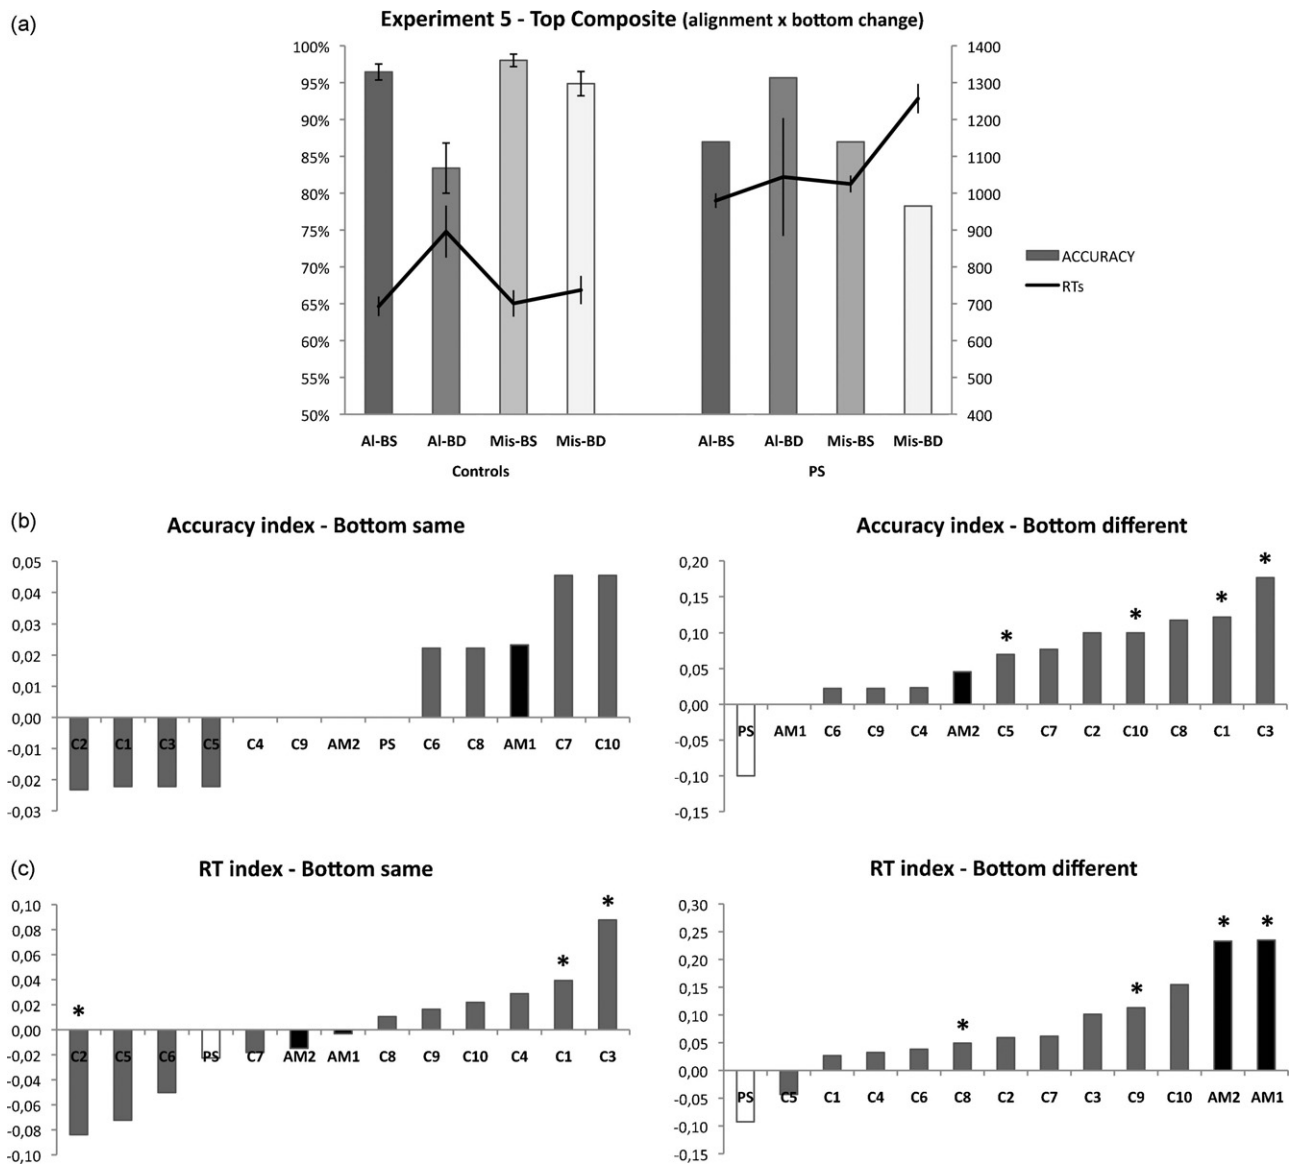 (a)
Experiment 5 - Top Composite (alignment x bottom change)
100% 1400
95% 1300
90% 1200
85% 1100
80% 1000
75% 900
70% 800
65% 700
60% 600
55% 500
50% 400
ACCURACY
RTs
Al-BS Al-BD Mis-BS Mis-BD Al-BS Al-BD Mis-BS Mis-BD
Controls PS
(b)
Accuracy index - Bottom same
0,05
0,04
0,03
0,02
0,01
0,00
-0,01
-0,02
-0,03
C2 C1 C3 C5 C4 C9 AM2 PS C6 C8 AM1 C7 C10
Accuracy index - Bottom different
0,20
0,15
0,10
0,05
0,00
-0,05
-0,10
-0,15
* * * *
PS AM1 C6 C9 C4 AM2 C5 C7 C2 C10 C8 C1 C3
(c)
RT index - Bottom same
0,10
0,08
0,06
0,04
0,02
0,00
-0,02
-0,04
-0,06
-0,08
-0,10
* * *
C2 C5 C6 PS C7 AM2 AM1 C8 C9 C10 C4 C1 C3
RT index - Bottom different
0,30
0,25
0,20
0,15
0,10
0,05
0,00
-0,05
-0,10
-0,15
* * * *
PS C5 C1 C4 C6 C8 C2 C7 C3 C9 C10 AM2 AM1